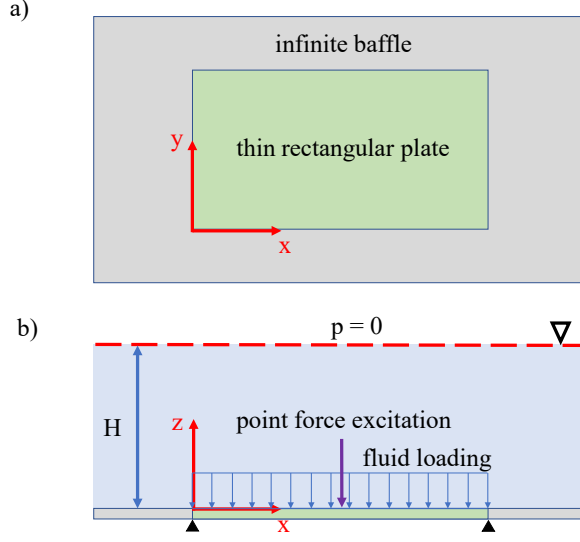 a)
infinite baffle
thin rectangular plate
y
x
b)
p = 0
H
z
point force excitation
fluid loading
x